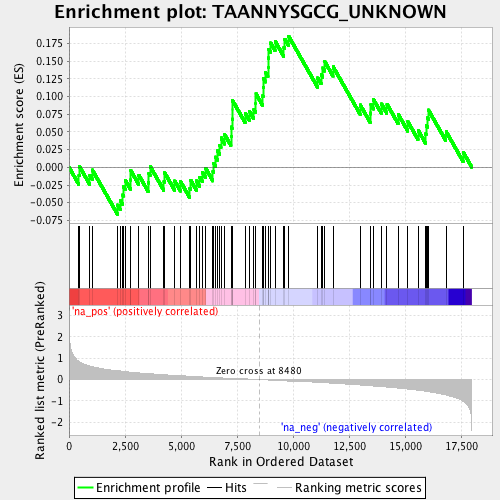 Enrichment plot: TAANNYSGCG_UNKNOWN
Enrichment score (ES)
0.175
0.150
0.125
0.100
0.075
0.050
0.025
0.000
-0.025
-0.050
-0.075
'na_pos' (positively correlated)
Ranked list metric (PreRanked)
3
2
1
0
-1
-2
Zero cross at 8480
'na_neg' (negatively correlated)
0 2,500 5,000 7,500 10,000 12,500 15,000 17,500
Rank in Ordered Dataset
Enrichment profile Hits Ranking metric scores